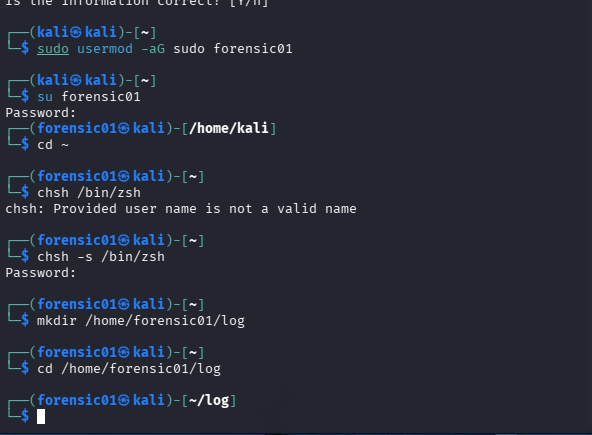 Is the information correct? [Y/n]
┌──(kali㉿kali)-[~]
└─$ sudo usermod -aG sudo forensic01
┌──(kali㉿kali)-[~]
└─$ su forensic01
Password:
┌──(forensic01㉿kali)-[/home/kali]
└─$ cd ~
┌──(forensic01㉿kali)-[~]
└─$ chsh /bin/zsh
chsh: Provided user name is not a valid name
┌──(forensic01㉿kali)-[~]
└─$ chsh -s /bin/zsh
Password:
┌──(forensic01㉿kali)-[~]
└─$ mkdir /home/forensic01/log
┌──(forensic01㉿kali)-[~]
└─$ cd /home/forensic01/log
┌──(forensic01㉿kali)-[~/log]
└─$